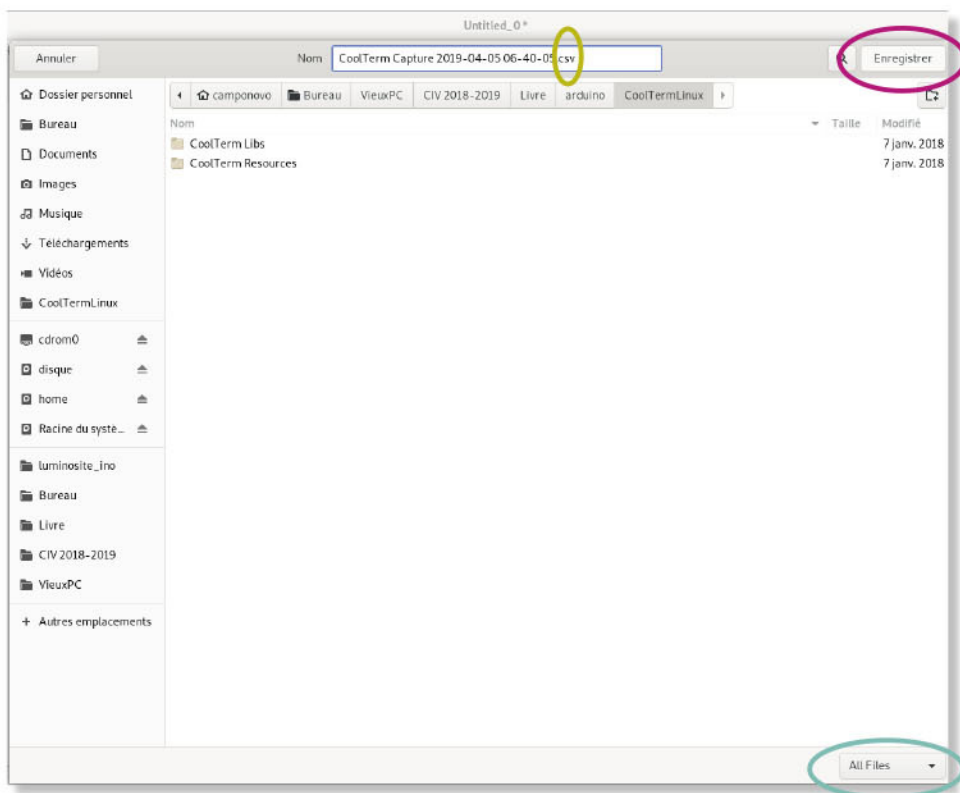 Untitled_0*
Annuler Nom CoolTerm Capture 2019-04-05 06-40-05.csv Enregistrer
Dossier personnel
Bureau
Documents
Images
Musique
Téléchargements
Vidéos
CoolTermLinux
cdrom0
disque
home
Racine du systè…
luminosite_ino
Bureau
Livre
CIV 2018-2019
VieuxPC
+ Autres emplacements
camponovo Bureau VieuxPC CIV 2018-2019 Livre arduino CoolTermLinux
Nom Taille Modifié
CoolTerm Libs 7 janv. 2018
CoolTerm Resources 7 janv. 2018
All Files